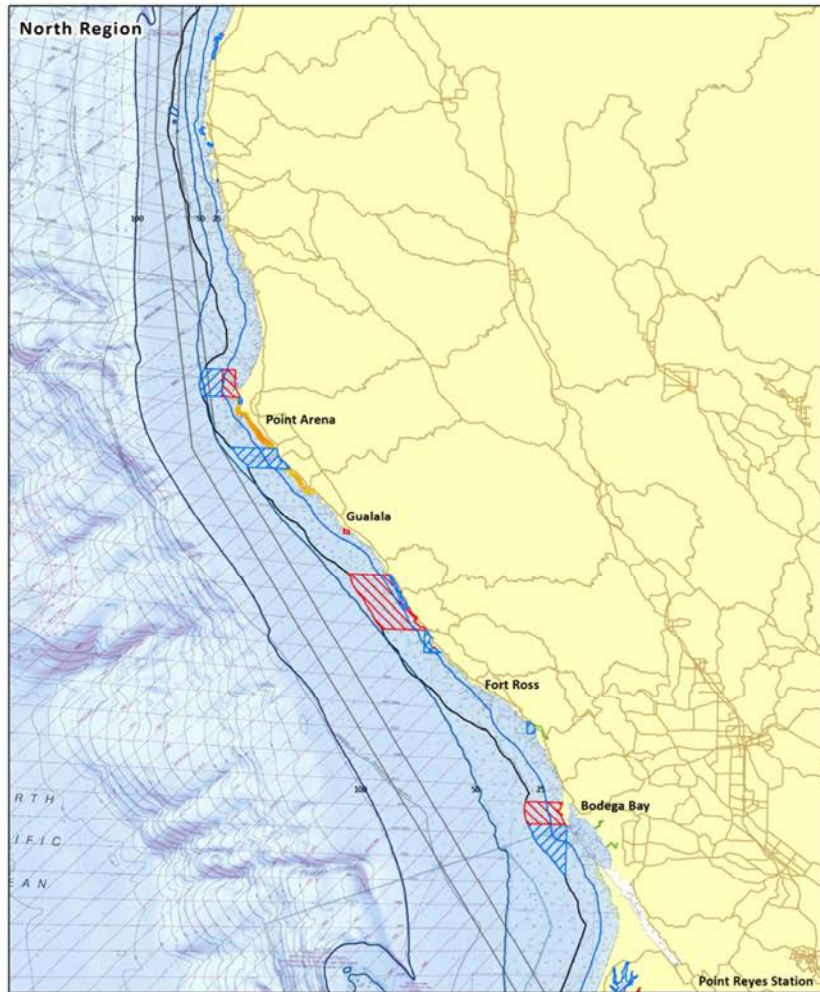 North Region
100
50
25
Point Arena
Gualala
Fort Ross
100
50
25
Bodega Bay
RTH
IFIC
EAN
Point Reyes Station